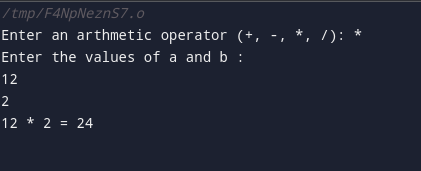 /tmp/F4NpNeznS7.o
Enter an arthmetic operator (+, -, *, /): *
Enter the values of a and b :
12
2
12 * 2 = 24